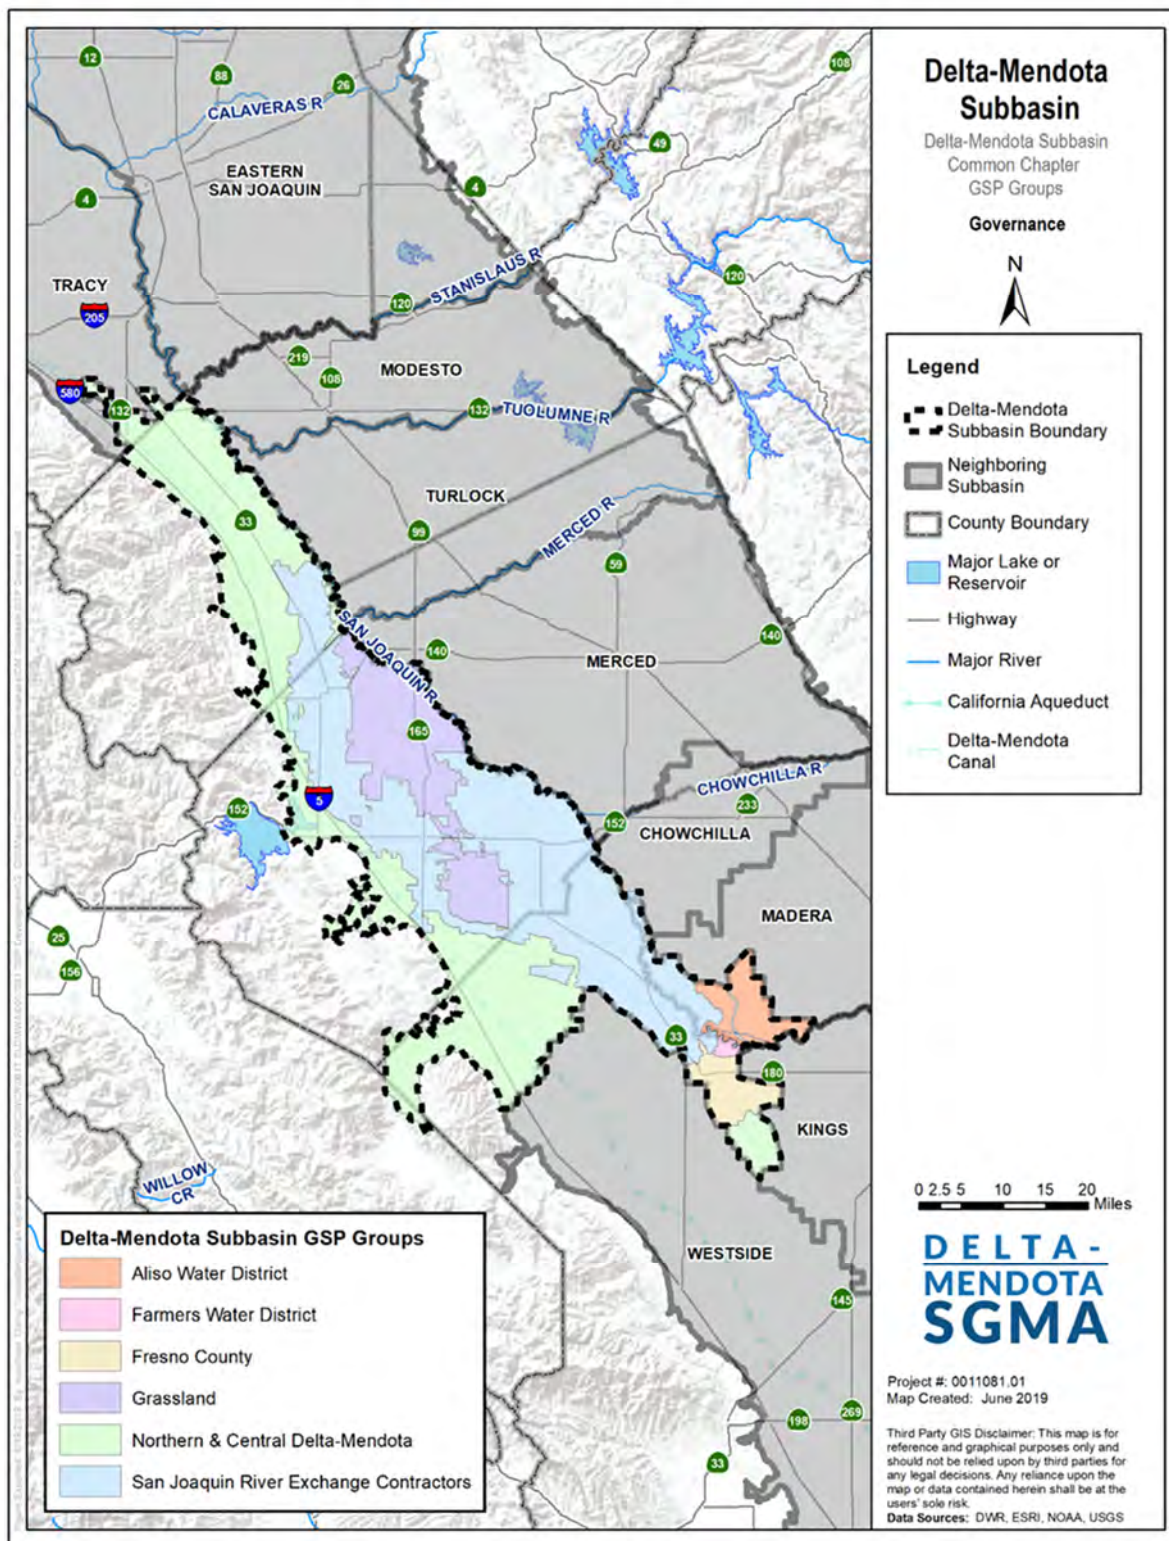 Delta-Mendota
Subbasin
Delta-Mendota Subbasin
Common Chapter
GSP Groups
Governance
N
Legend
Delta-Mendota
Subbasin Boundary
Neighboring
Subbasin
County Boundary
Major Lake or
Reservoir
Highway
Major River
California Aqueduct
Delta-Mendota
Canal
0 2.5 5 10 15 20
Miles
DELTA-
MENDOTA
SGMA
Project #: 0011081.01
Map Created: June 2019
Third Party GIS Disclaimer: This map is for
reference and graphical purposes only and
should not be relied upon by third parties for
any legal decisions. Any reliance upon the
map or data contained herein shall be at the
users' sole risk.
Data Sources: DWR, ESRI, NOAA, USGS
12
88
26
108
CALAVERAS R
49
EASTERN
SAN JOAQUIN
4
4
STANISLAUS R
120
TRACY
205
120
219
MODESTO
108
580
132
132
TUOLUMNE R
TURLOCK
33
99
MERCED R
59
SAN JOAQUIN R
140
140
MERCED
165
CHOWCHILLA R
5
152
152
233
CHOWCHILLA
MADERA
25
156
33
180
KINGS
WILLOW
CR
WESTSIDE
145
198
269
33
Delta-Mendota Subbasin GSP Groups
Aliso Water District
Farmers Water District
Fresno County
Grassland
Northern & Central Delta-Mendota
San Joaquin River Exchange Contractors